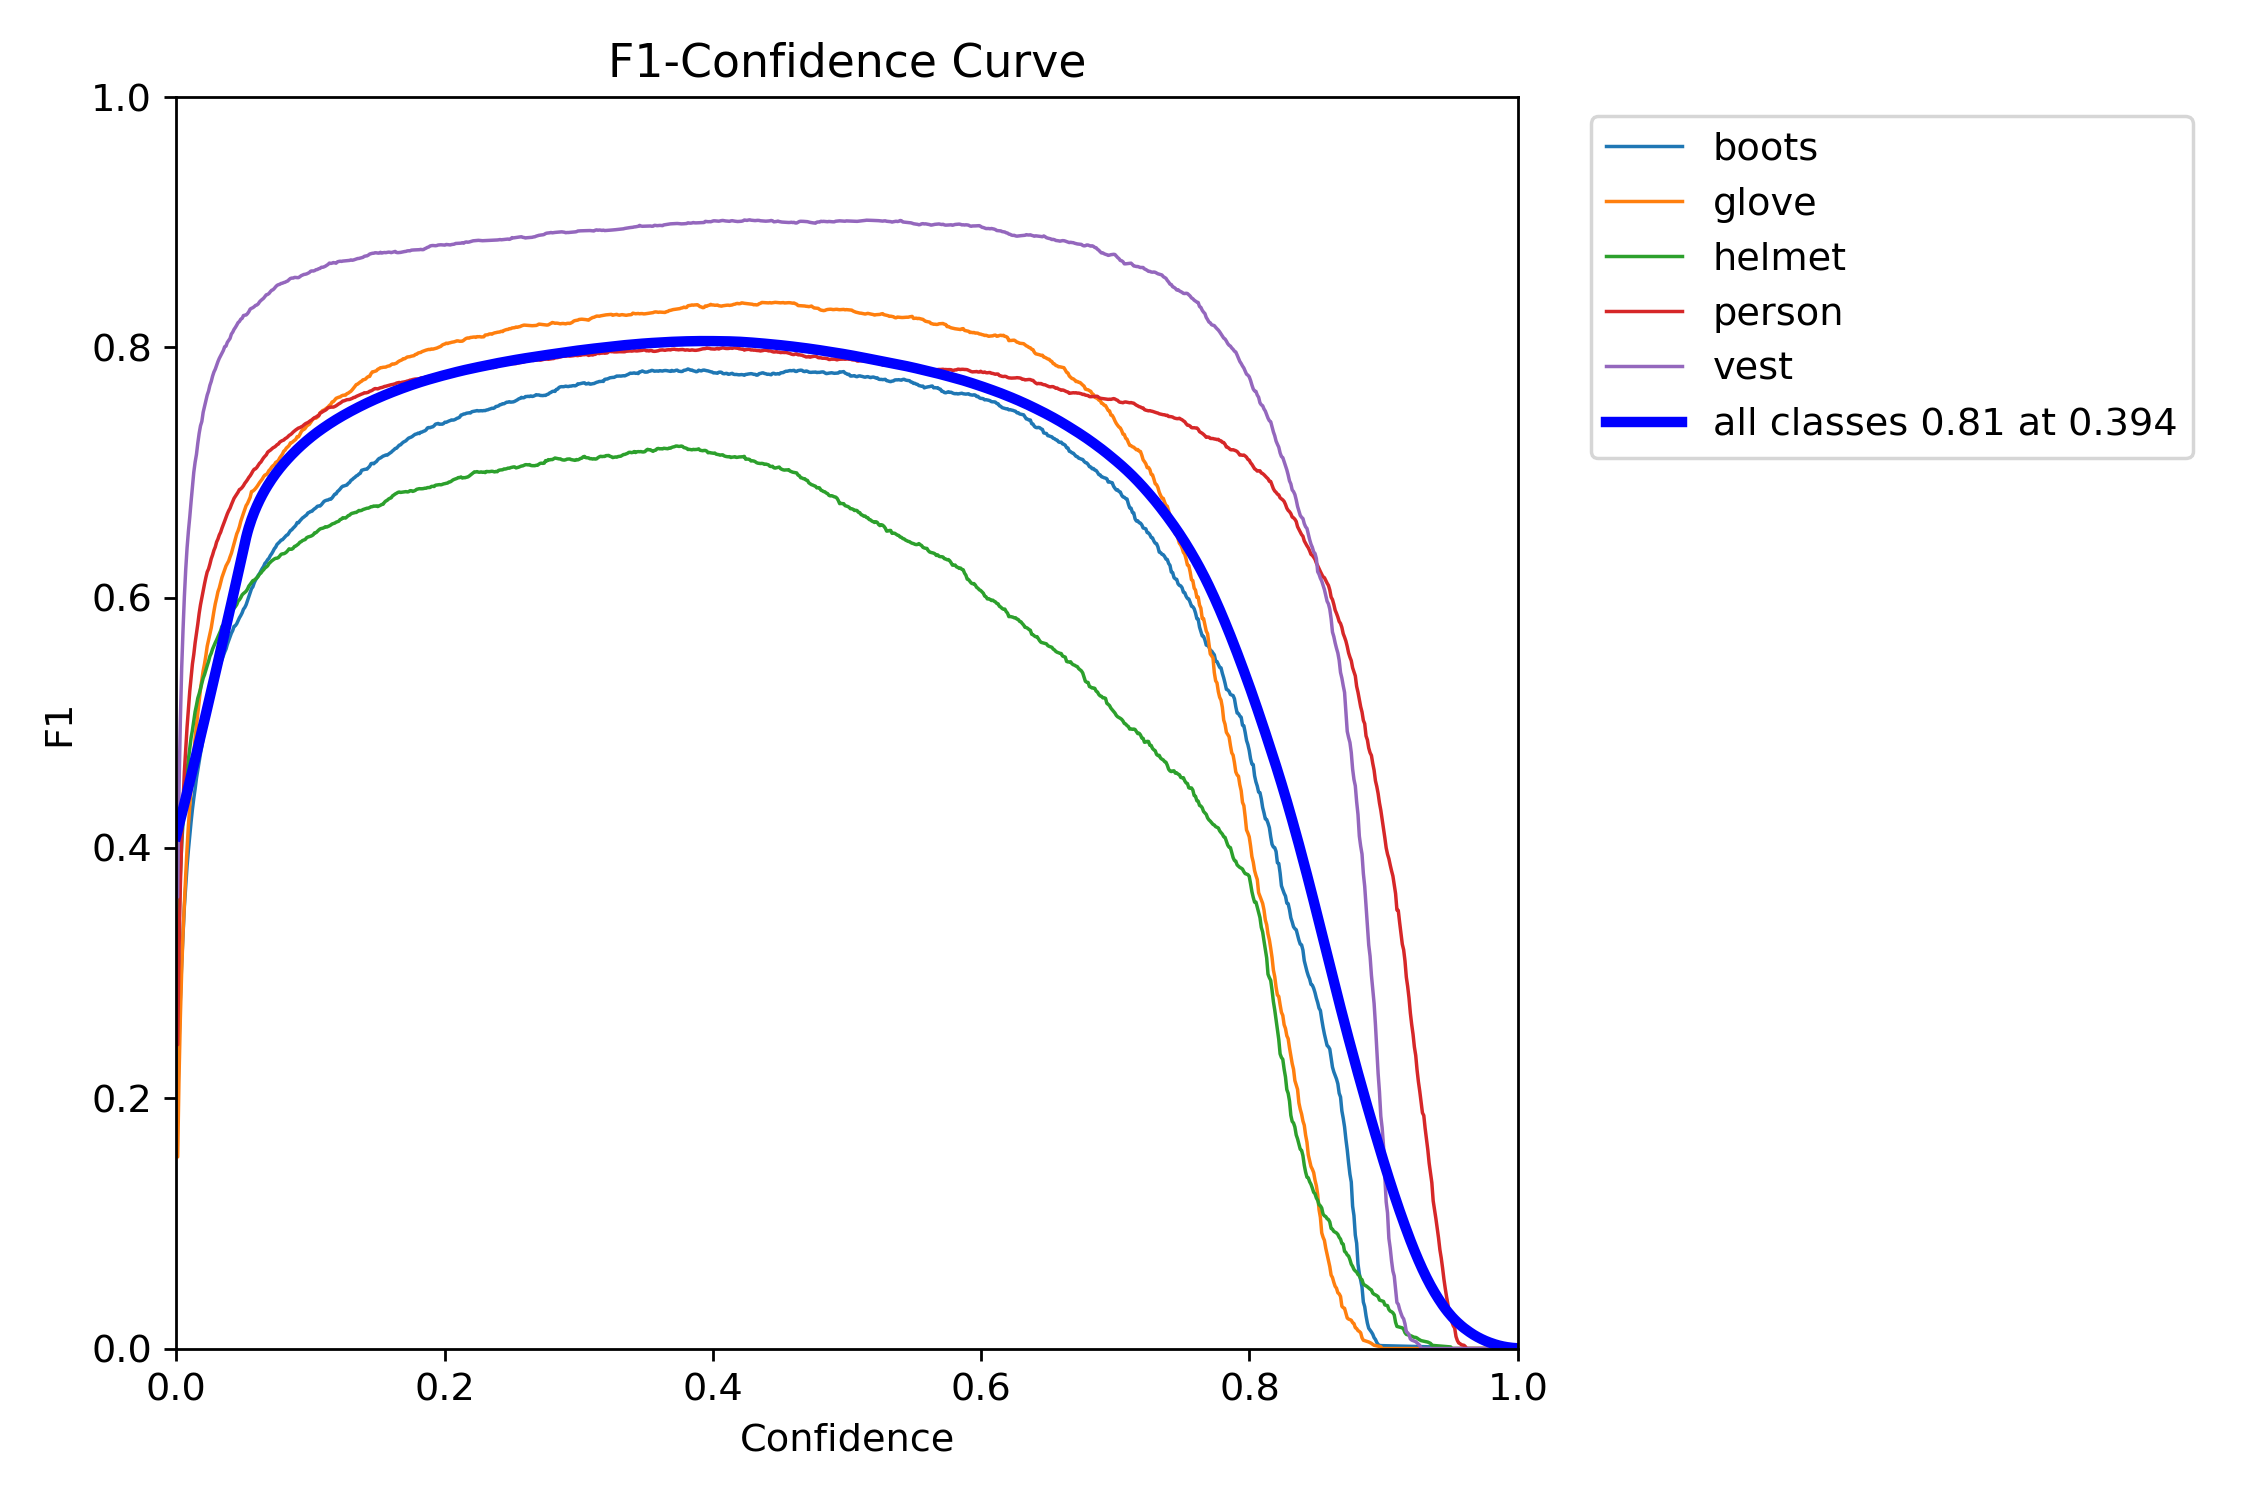 F1-Confidence Curve
1.0
0.8
0.6
0.4
0.2
0.0
F1
0.0 0.2 0.4 0.6 0.8 1.0
Confidence
boots
glove
helmet
person
vest
all classes 0.81 at 0.394